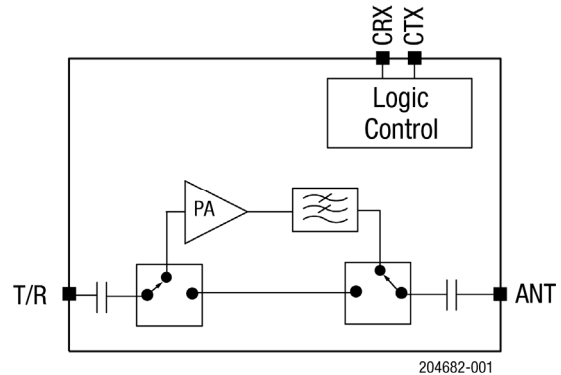 CRX
CTX
Logic
Control
PA
T/R
ANT
204682-001